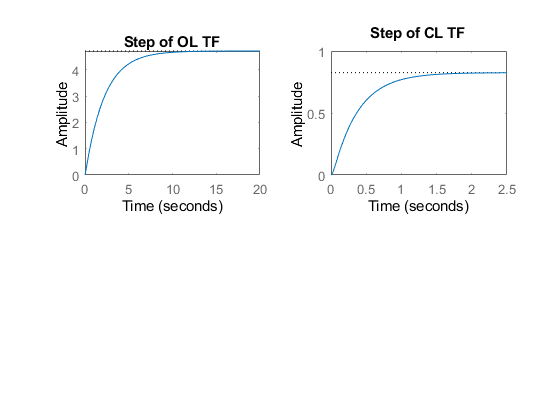 Step of OL TF
Amplitude
4
3
2
1
0
0 5 10 15 20
Time (seconds)
Step of CL TF
Amplitude
1
0.5
0
0 0.5 1 1.5 2 2.5
Time (seconds)